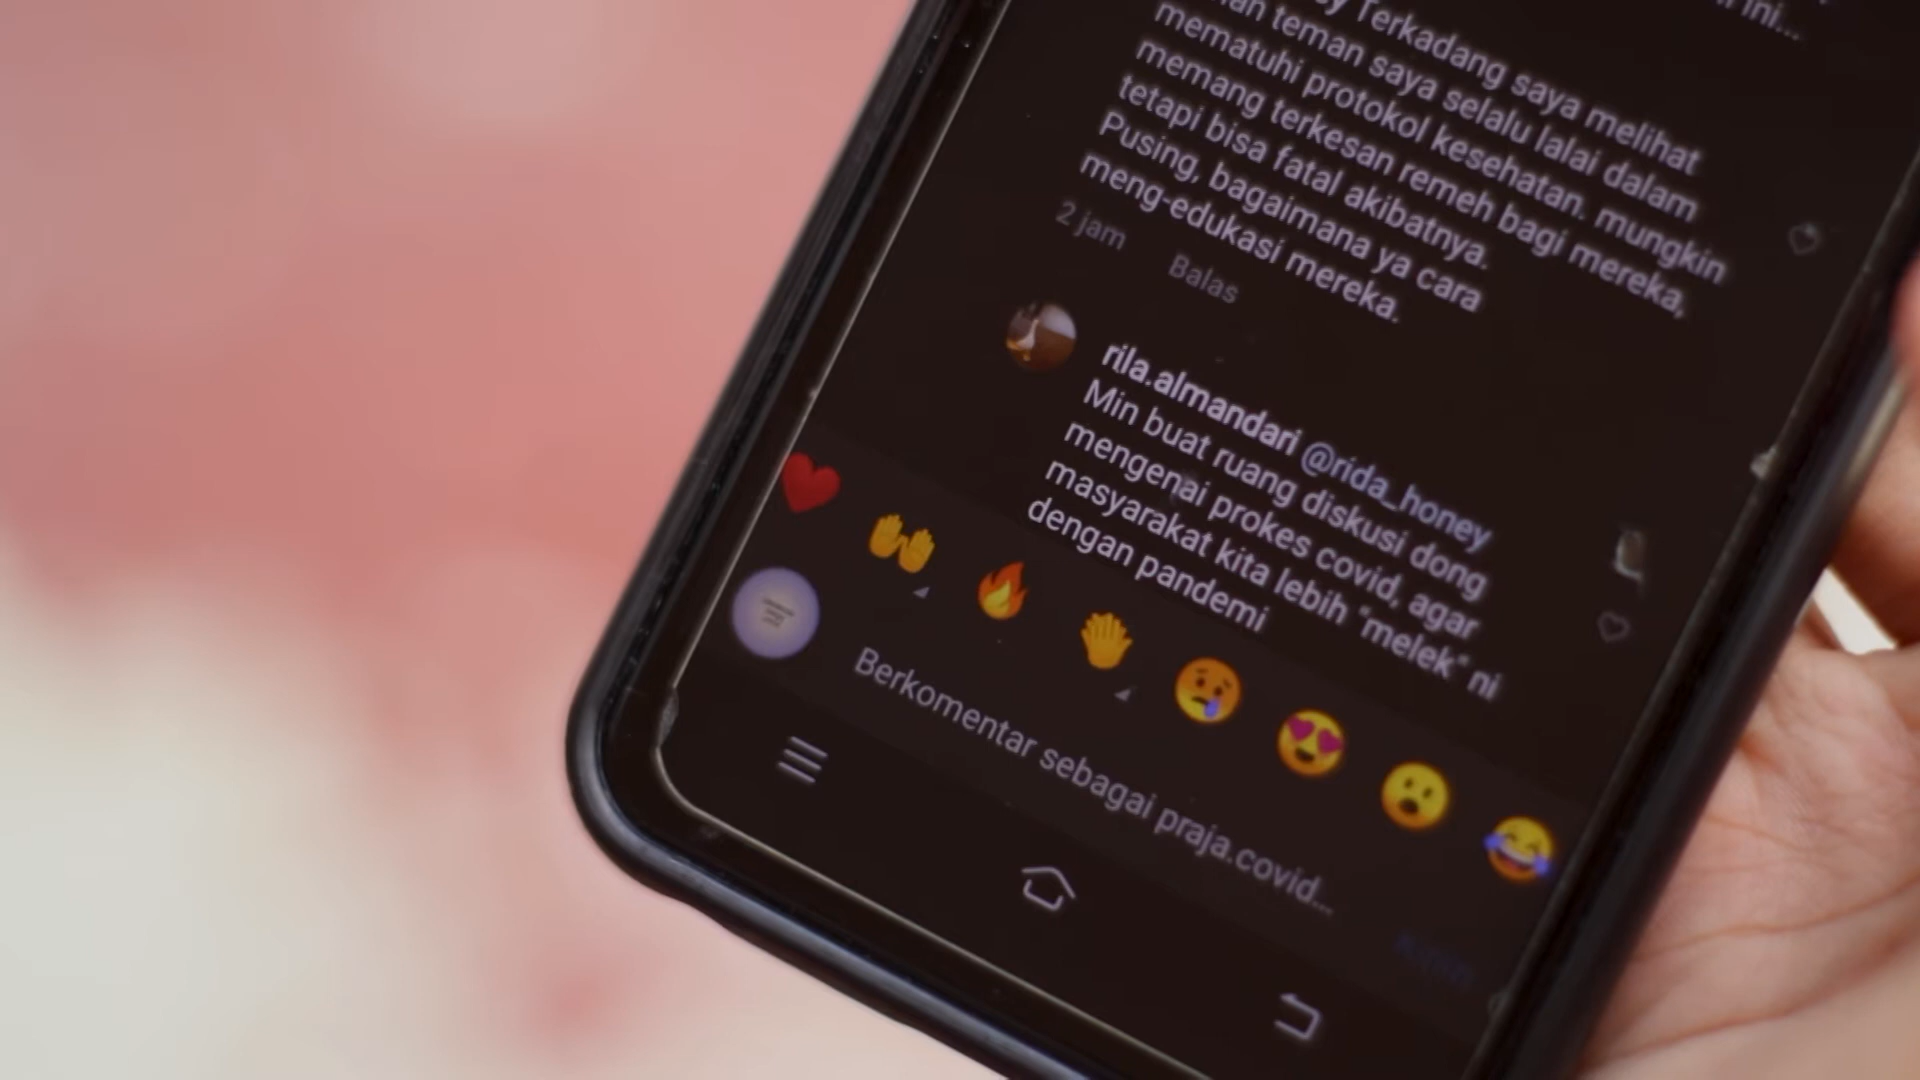 ini...
Terkadang saya melihat
teman saya selalu lalai dalam
mematuhi protokol kesehatan. mungkin
memang terkesan remeh bagi mereka,
tetapi bisa fatal akibatnya.
Pusing, bagaimana ya cara
meng-edukasi mereka.
2 jam Balas
rila.almandari @rida_honey
Min buat ruang diskusi dong
mengenai prokes covid, agar
masyarakat kita lebih "melek" ni
dengan pandemi
Berkomentar sebagai praja.covid...